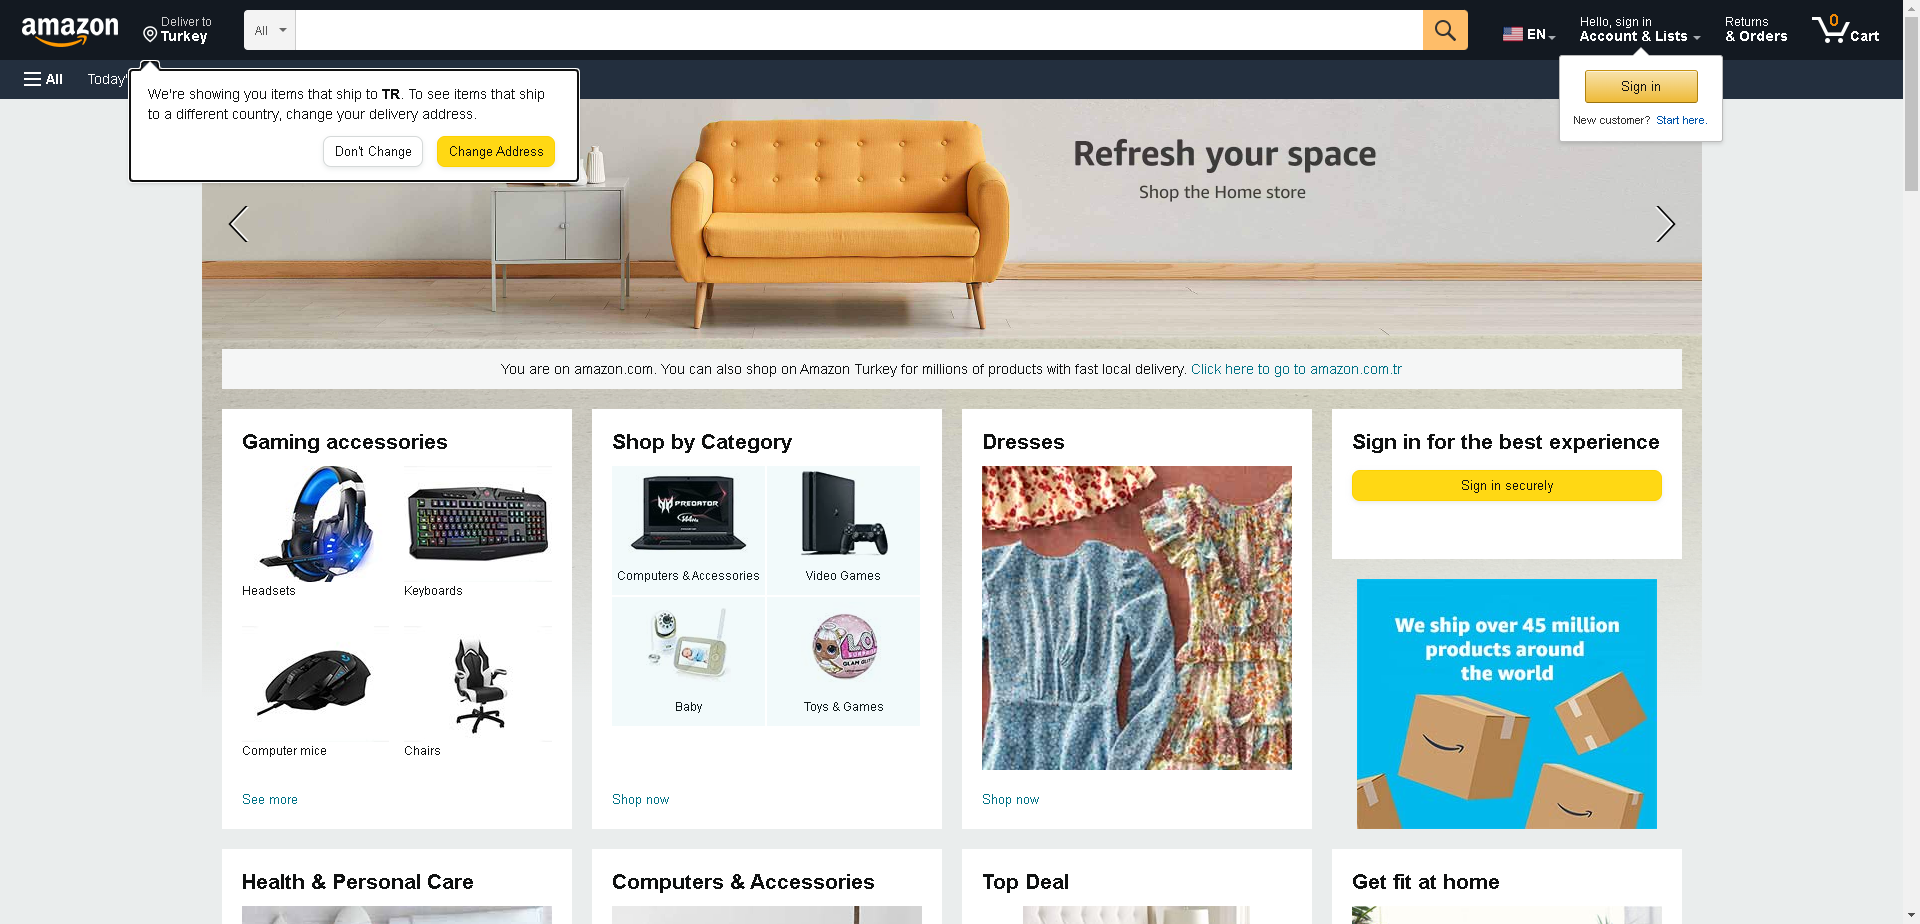 amazon
Deliver to
Turkey
All
EN
Hello, sign in
Account & Lists
Returns
& Orders
0
Cart
All
Today'
We're showing you items that ship to TR. To see items that ship
to a different country, change your delivery address.
Don't Change
Change Address
Sign in
New customer? Start here.
Refresh your space
Shop the Home store
You are on amazon.com. You can also shop on Amazon Turkey for millions of products with fast local delivery. Click here to go to amazon.com.tr
Gaming accessories
Headsets
Keyboards
Computer mice
Chairs
See more
Shop by Category
PREDATOR
Computers & Accessories
Video Games
Baby
Toys & Games
Shop now
Dresses
Shop now
Sign in for the best experience
Sign in securely
We ship over 45 million
products around
the world
Health & Personal Care
Computers & Accessories
Top Deal
Get fit at home